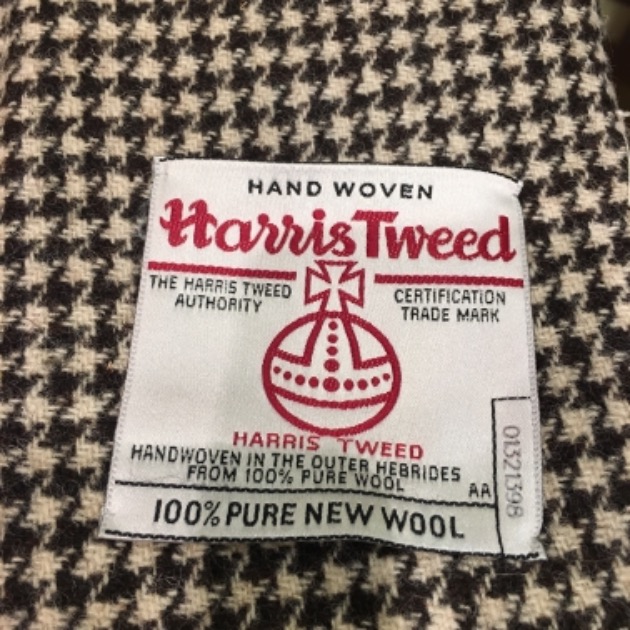 HAND WOVEN
Harris Tweed
THE HARRIS TWEED
AUTHORITY
CERTIFICATION
TRADE MARK
HARRIS TWEED
HANDWOVEN IN THE OUTER HEBRIDES
FROM 100% PURE WOOL
AA
01321398
100% PURE NEW WOOL